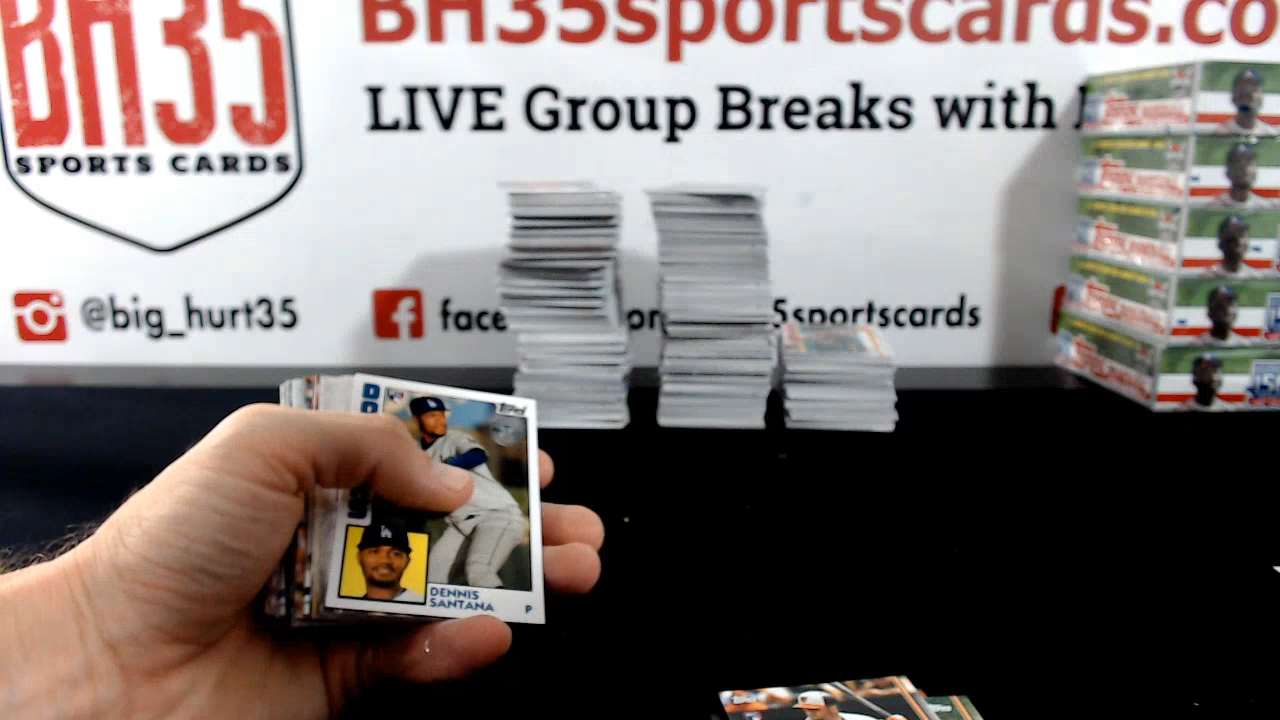 BH35
SPORTS CARDS
BH35sportscards.co
LIVE Group Breaks with
@big_hurt35
face
5sportscards
topps
DENNIS
SANTANA
P